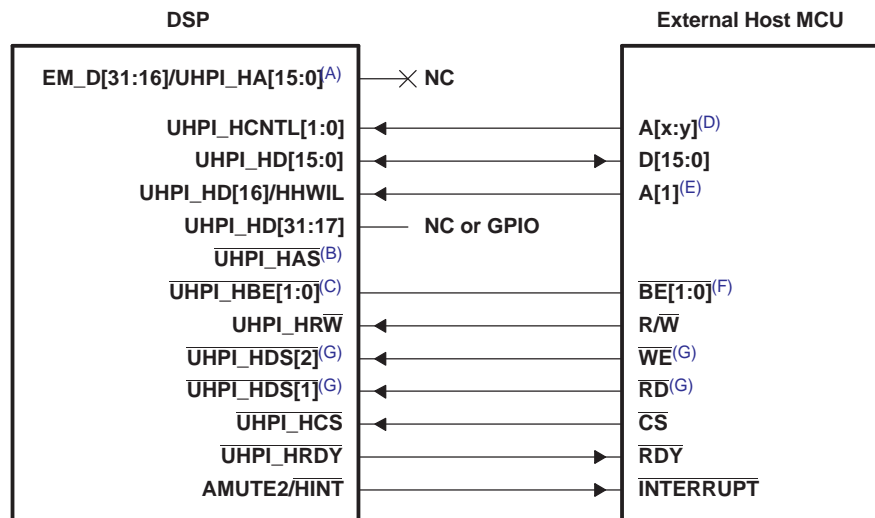 DSP External Host MCU
EM_D[31:16]/UHPI_HA[15:0](A) NC
UHPI_HCNTL[1:0] A[x:y](D)
UHPI_HD[15:0] D[15:0]
UHPI_HD[16]/HHWIL A[1](E)
UHPI_HD[31:17] NC or GPIO
UHPI_HAS(B)
UHPI_HBE[1:0](C) BE[1:0](F)
UHPI_HRW R/W
UHPI_HDS[2](G) WE(G)
UHPI_HDS[1](G) RD(G)
UHPI_HCS CS
UHPI_HRDY RDY
AMUTE2/HINT INTERRUPT